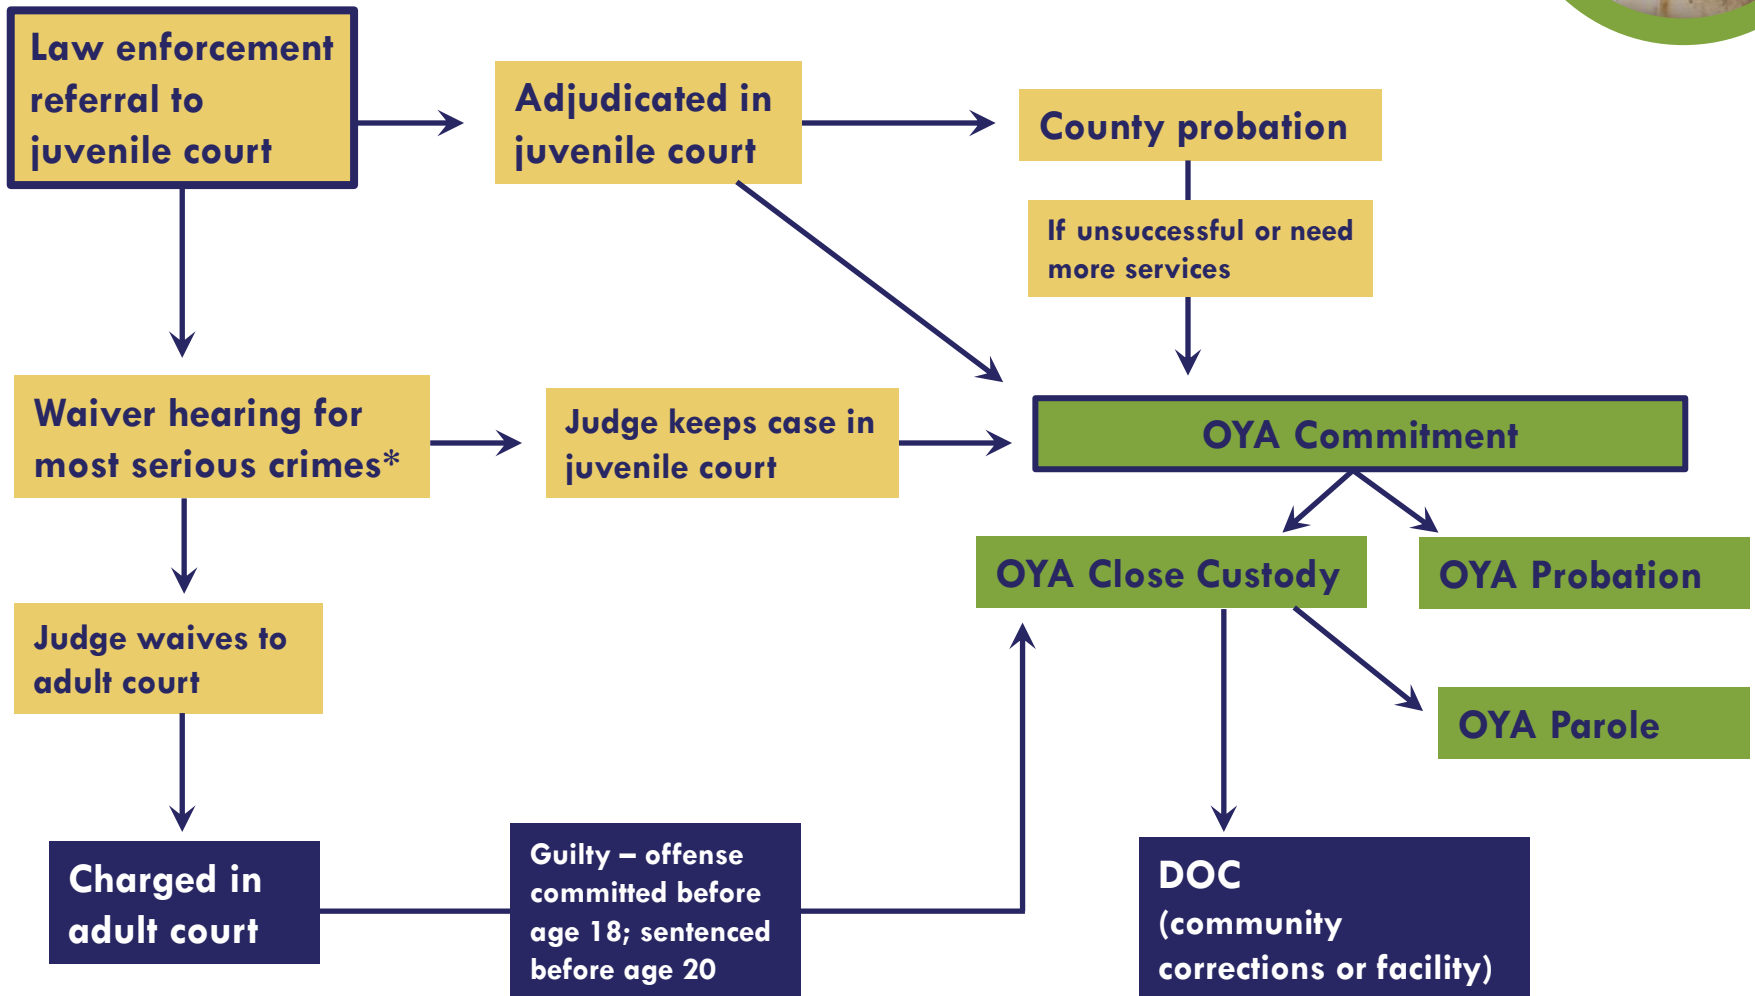 Law enforcement
referral to
juvenile court
Adjudicated in
juvenile court
County probation
If unsuccessful or need
more services
Waiver hearing for
most serious crimes*
Judge keeps case in
juvenile court
OYA Commitment
OYA Close Custody
OYA Probation
Judge waives to
adult court
OYA Parole
Charged in
adult court
Guilty – offense
committed before
age 18; sentenced
before age 20
DOC
(community
corrections or facility)